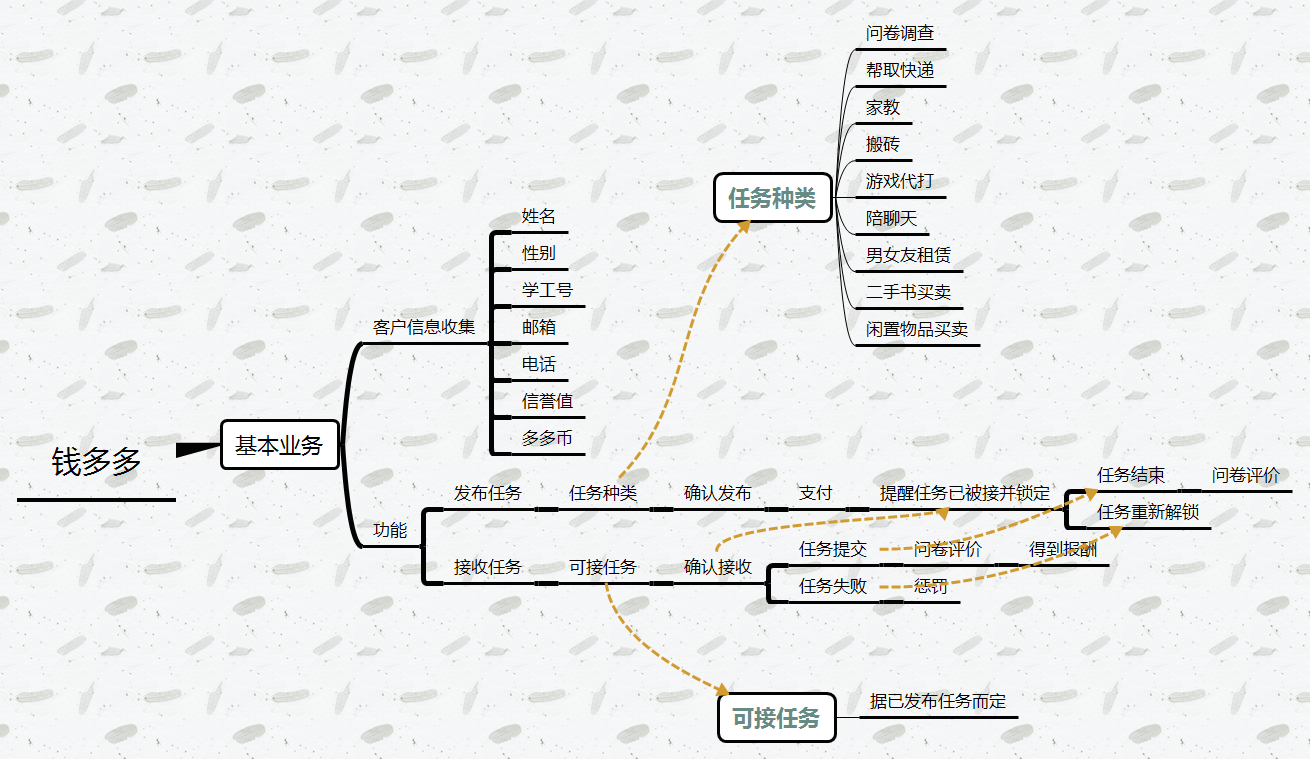 钱多多
基本业务
客户信息收集
姓名
性别
学工号
邮箱
电话
信誉值
多多币
功能
发布任务
任务种类
确认发布
支付
提醒任务已被接并锁定
任务结束
问卷评价
任务重新解锁
接收任务
可接任务
确认接收
任务提交
问卷评价
得到报酬
任务失败
惩罚
任务种类
问卷调查
帮取快递
家教
搬砖
游戏代打
陪聊天
男女友租赁
二手书买卖
闲置物品买卖
可接任务
据已发布任务而定